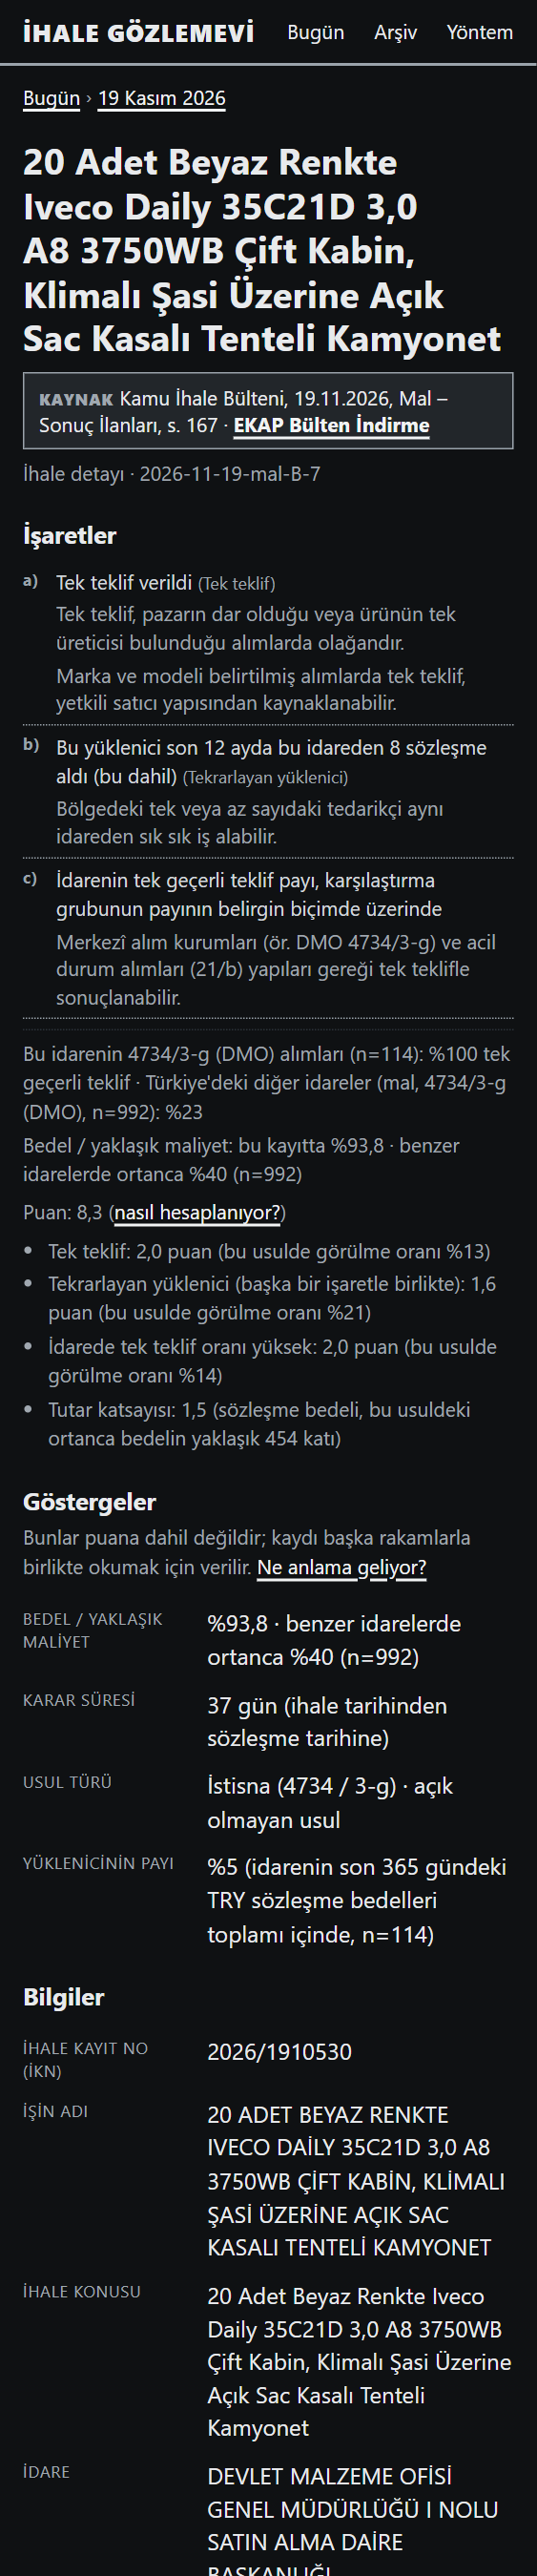 İHALE GÖZLEMEVİ Bugün Arşiv Yöntem
Bugün › 19 Kasım 2026
20 Adet Beyaz Renkte
Iveco Daily 35C21D 3,0
A8 3750WB Çift Kabin,
Klimalı Şasi Üzerine Açık
Sac Kasalı Tenteli Kamyonet
KAYNAK Kamu İhale Bülteni, 19.11.2026, Mal –
Sonuç İlanları, s. 167 · EKAP Bülten İndirme
İhale detayı · 2026-11-19-mal-B-7
İşaretler
a) Tek teklif verildi (Tek teklif)
Tek teklif, pazarın dar olduğu veya ürünün tek
üreticisi bulunduğu alımlarda olağandır.
Marka ve modeli belirtilmiş alımlarda tek teklif,
yetkili satıcı yapısından kaynaklanabilir.
b) Bu yüklenici son 12 ayda bu idareden 8 sözleşme
aldı (bu dahil) (Tekrarlayan yüklenici)
Bölgedeki tek veya az sayıdaki tedarikçi aynı
idareden sık sık iş alabilir.
c) İdarenin tek geçerli teklif payı, karşılaştırma
grubunun payının belirgin biçimde üzerinde
Merkezî alım kurumları (ör. DMO 4734/3-g) ve acil
durum alımları (21/b) yapıları gereği tek teklifle
sonuçlanabilir.
Bu idarenin 4734/3-g (DMO) alımları (n=114): %100 tek
geçerli teklif · Türkiye'deki diğer idareler (mal, 4734/3-g
(DMO), n=992): %23
Bedel / yaklaşık maliyet: bu kayıtta %93,8 · benzer
idarelerde ortanca %40 (n=992)
Puan: 8,3 (nasıl hesaplanıyor?)
• Tek teklif: 2,0 puan (bu usulde görülme oranı %13)
• Tekrarlayan yüklenici (başka bir işaretle birlikte): 1,6
puan (bu usulde görülme oranı %21)
• İdarede tek teklif oranı yüksek: 2,0 puan (bu usulde
görülme oranı %14)
• Tutar katsayısı: 1,5 (sözleşme bedeli, bu usuldeki
ortanca bedelin yaklaşık 454 katı)
Göstergeler
Bunlar puana dahil değildir; kaydı başka rakamlarla
birlikte okumak için verilir. Ne anlama geliyor?
BEDEL / YAKLAŞIK
MALİYET
%93,8 · benzer idarelerde
ortanca %40 (n=992)
KARAR SÜRESİ
37 gün (ihale tarihinden
sözleşme tarihine)
USUL TÜRÜ
İstisna (4734 / 3-g) · açık
olmayan usul
YÜKLENİCİNİN PAYI
%5 (idarenin son 365 gündeki
TRY sözleşme bedelleri
toplamı içinde, n=114)
Bilgiler
İHALE KAYIT NO
(İKN)
2026/1910530
İŞİN ADI
20 ADET BEYAZ RENKTE
IVECO DAİLY 35C21D 3,0 A8
3750WB ÇİFT KABİN, KLİMALI
ŞASİ ÜZERİNE AÇIK SAC
KASALI TENTELİ KAMYONET
İHALE KONUSU
20 Adet Beyaz Renkte Iveco
Daily 35C21D 3,0 A8 3750WB
Çift Kabin, Klimalı Şasi Üzerine
Açık Sac Kasalı Tenteli
Kamyonet
İDARE
DEVLET MALZEME OFİSİ
GENEL MÜDÜRLÜĞÜ I NOLU
SATIN ALMA DAİRE
BAŞKANLIĞI